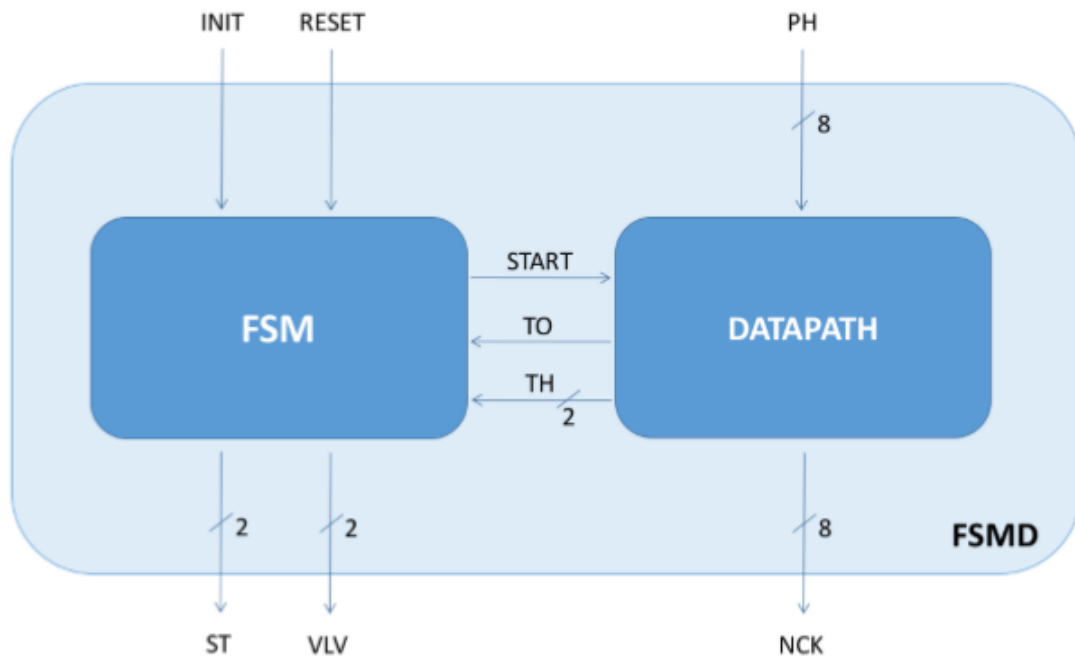 INIT RESET PH
8
START
FSM TO DATAPATH
TH
2
2 2 8
FSMD
ST VLV NCK